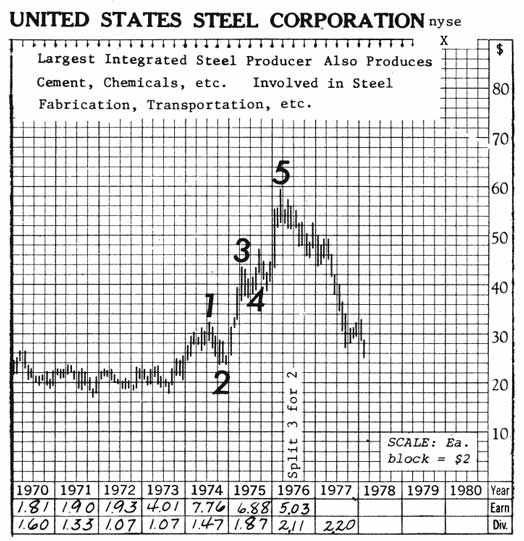 UNITED STATES STEEL CORPORATION nyse
X
$
Largest Integrated Steel Producer Also Produces
Cement, Chemicals, etc. Involved in Steel
Fabrication, Transportation, etc.
80
70
5
60
50
3
40
4
1
30
2
20
Split 3 for 2
10
SCALE: Ea.
block = $2
1970 1971 1972 1973 1974 1975 1976 1977 1978 1979 1980 Year
1.81 1.90 1.93 4.01 7.76 6.88 5.03 Earn
1.60 1.33 1.07 1.07 1.47 1.87 2.11 2.20 Div.